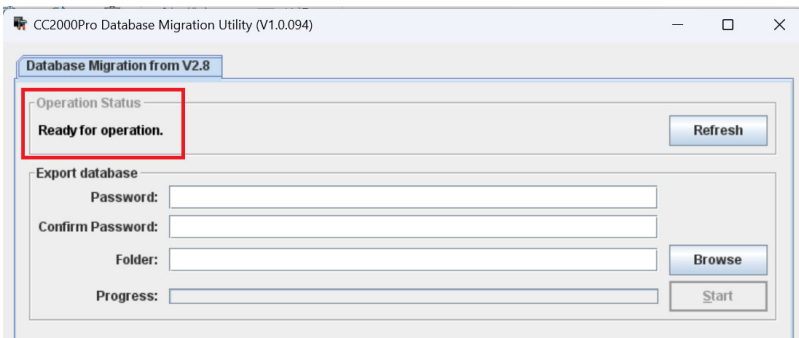 CC2000Pro Database Migration Utility (V1.0.094)
Database Migration from V2.8
Operation Status
Ready for operation.
Refresh
Export database
Password:
Confirm Password:
Folder:
Browse
Progress:
Start